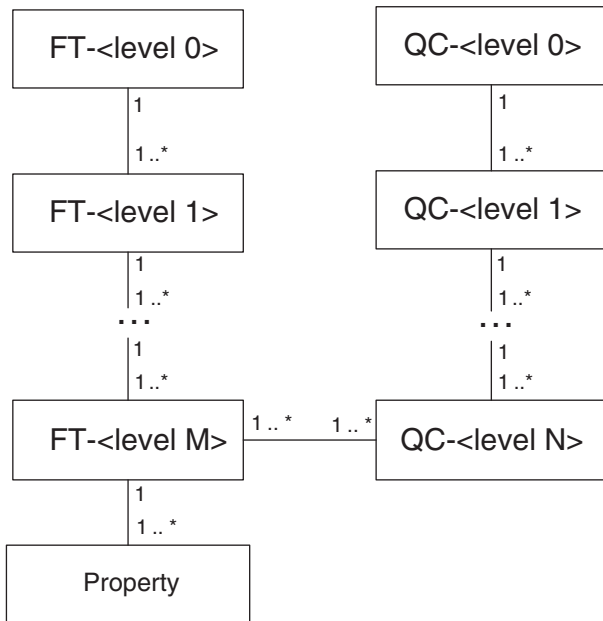 FT-<level 0>
QC-<level 0>
1
1
1 ..*
1 ..*
FT-<level 1>
QC-<level 1>
1
1
1 ..*
1 ..*
...
...
1
1
1 ..*
1 ..*
FT-<level M>
1 .. *
1 ..*
QC-<level N>
1
1 .. *
Property